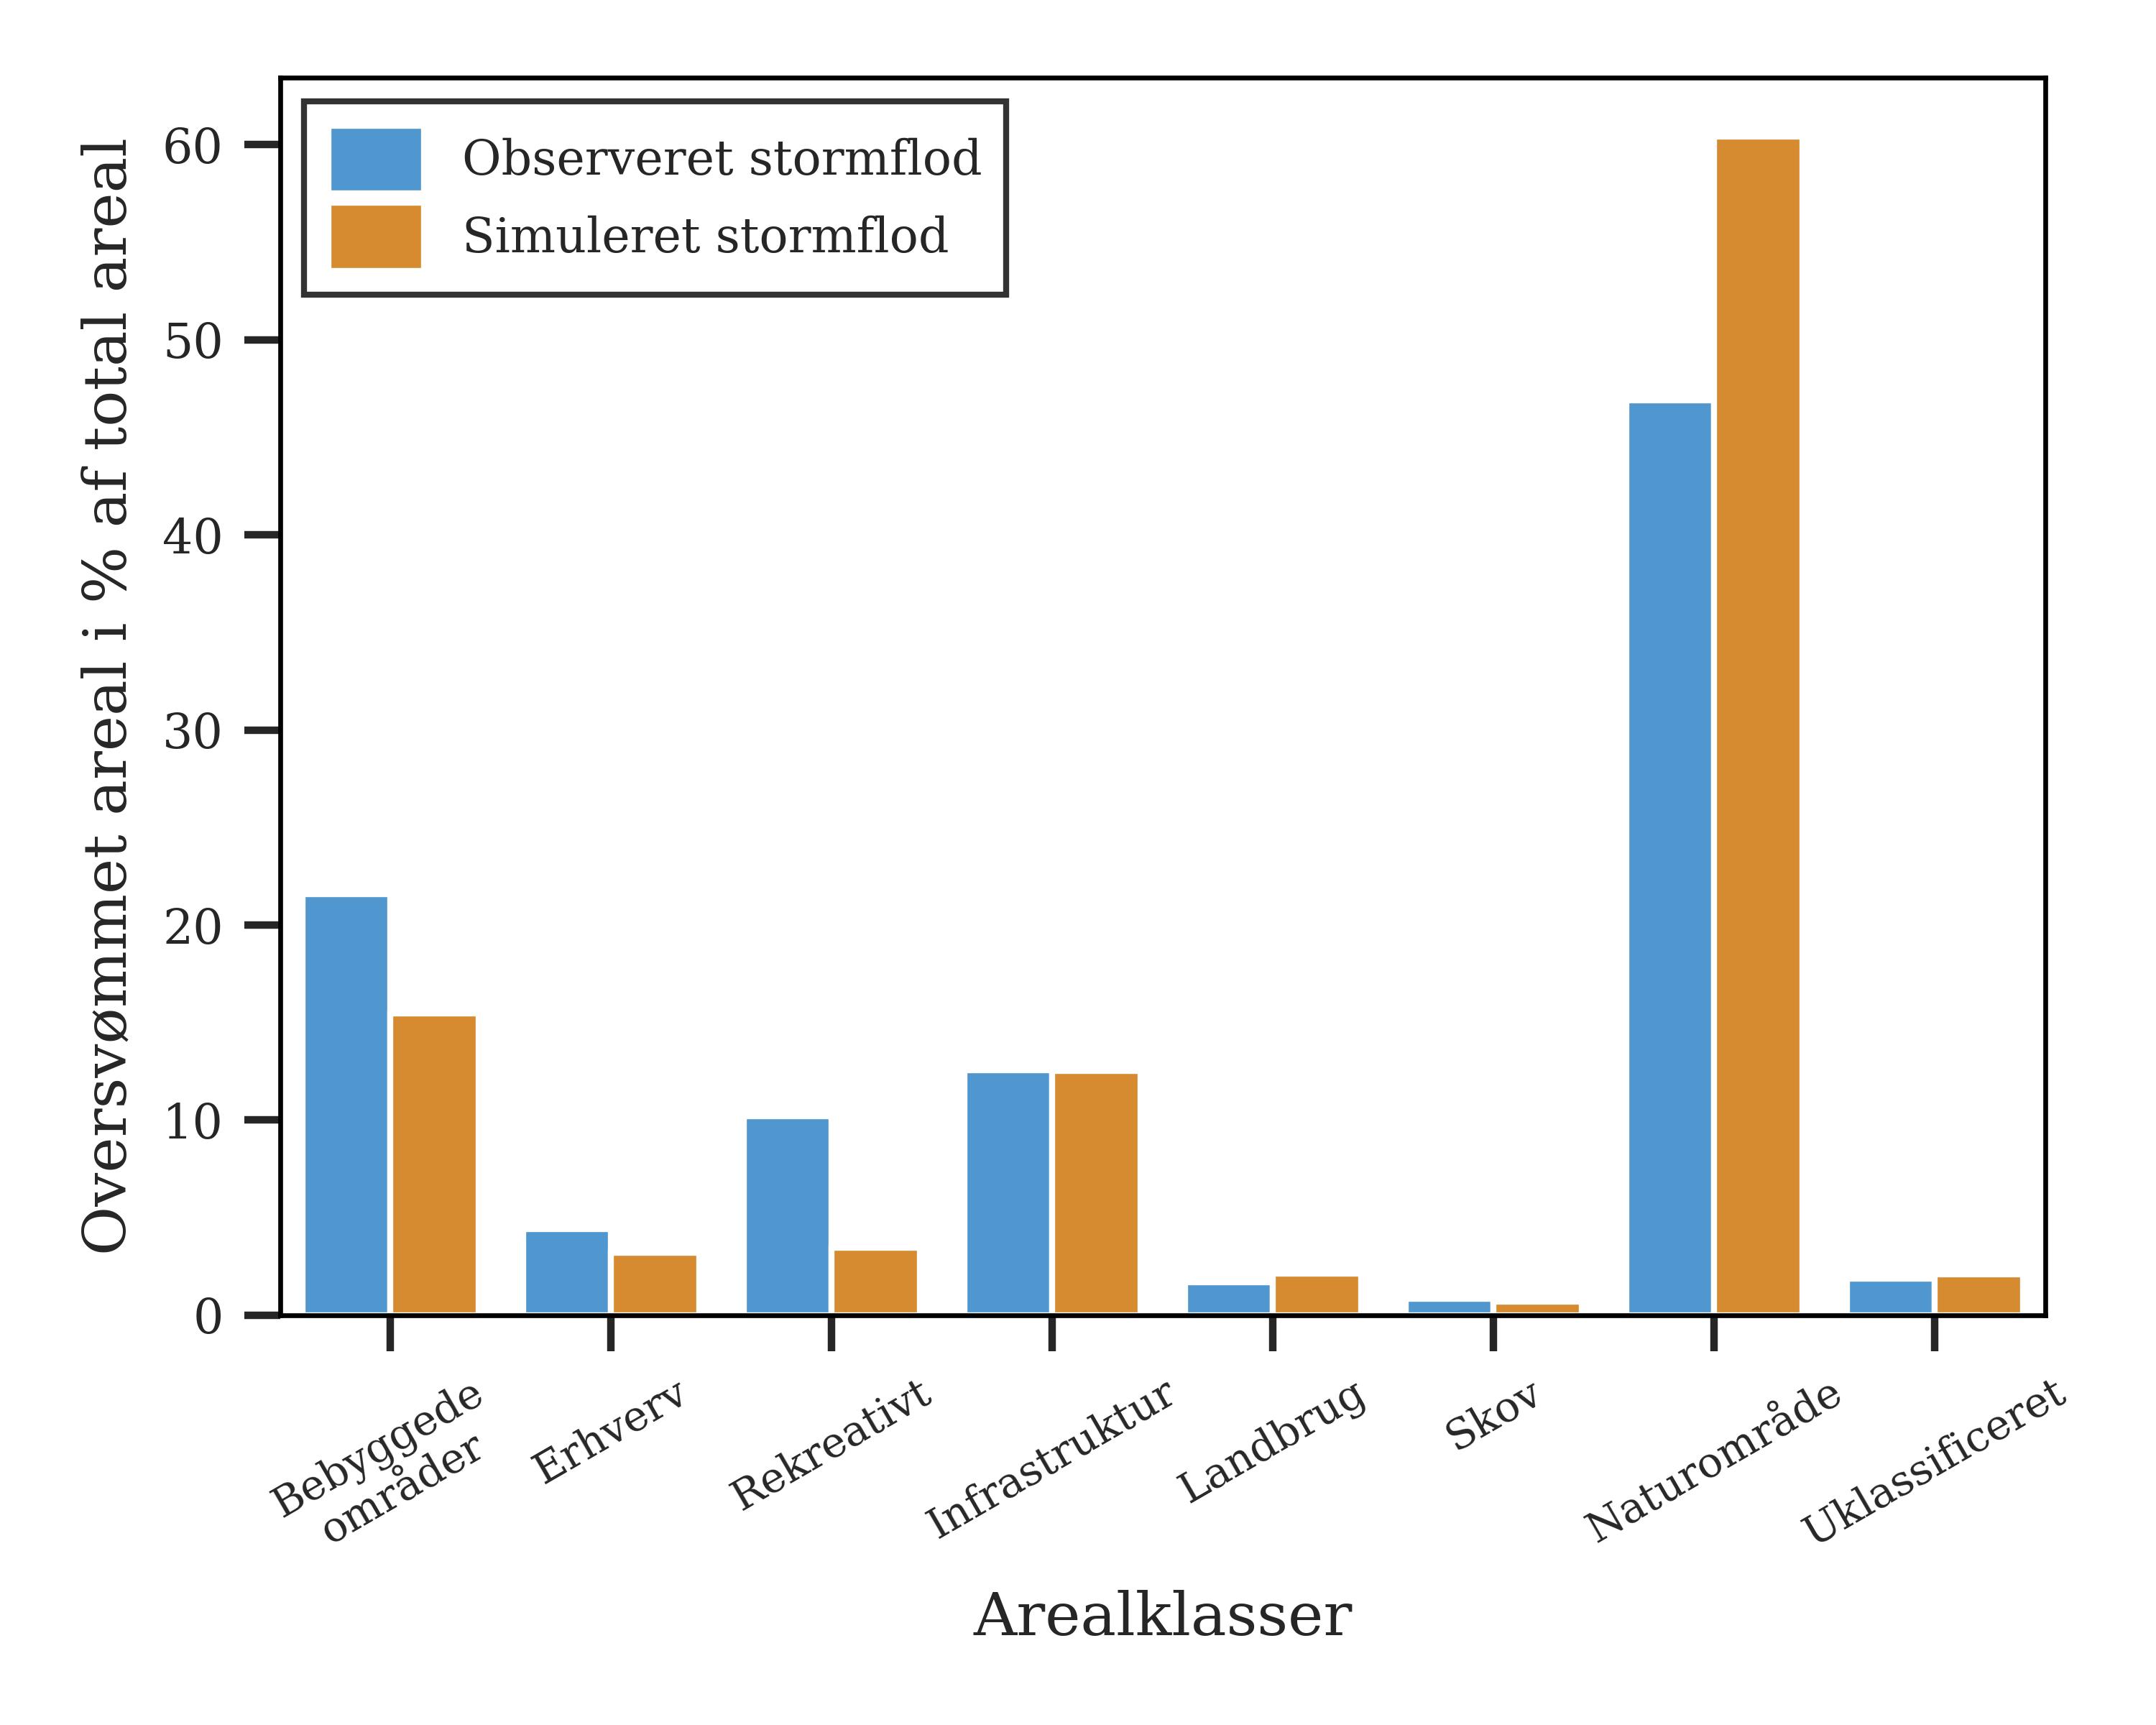 Oversvømmet areal i % af total areal
60
50
40
30
20
10
0
Observeret stormflod
Simuleret stormflod
Bebyggede
områder
Erhverv
Rekreativt
Infrastruktur
Landbrug
Skov
Naturområde
Uklassificeret
Arealklasser